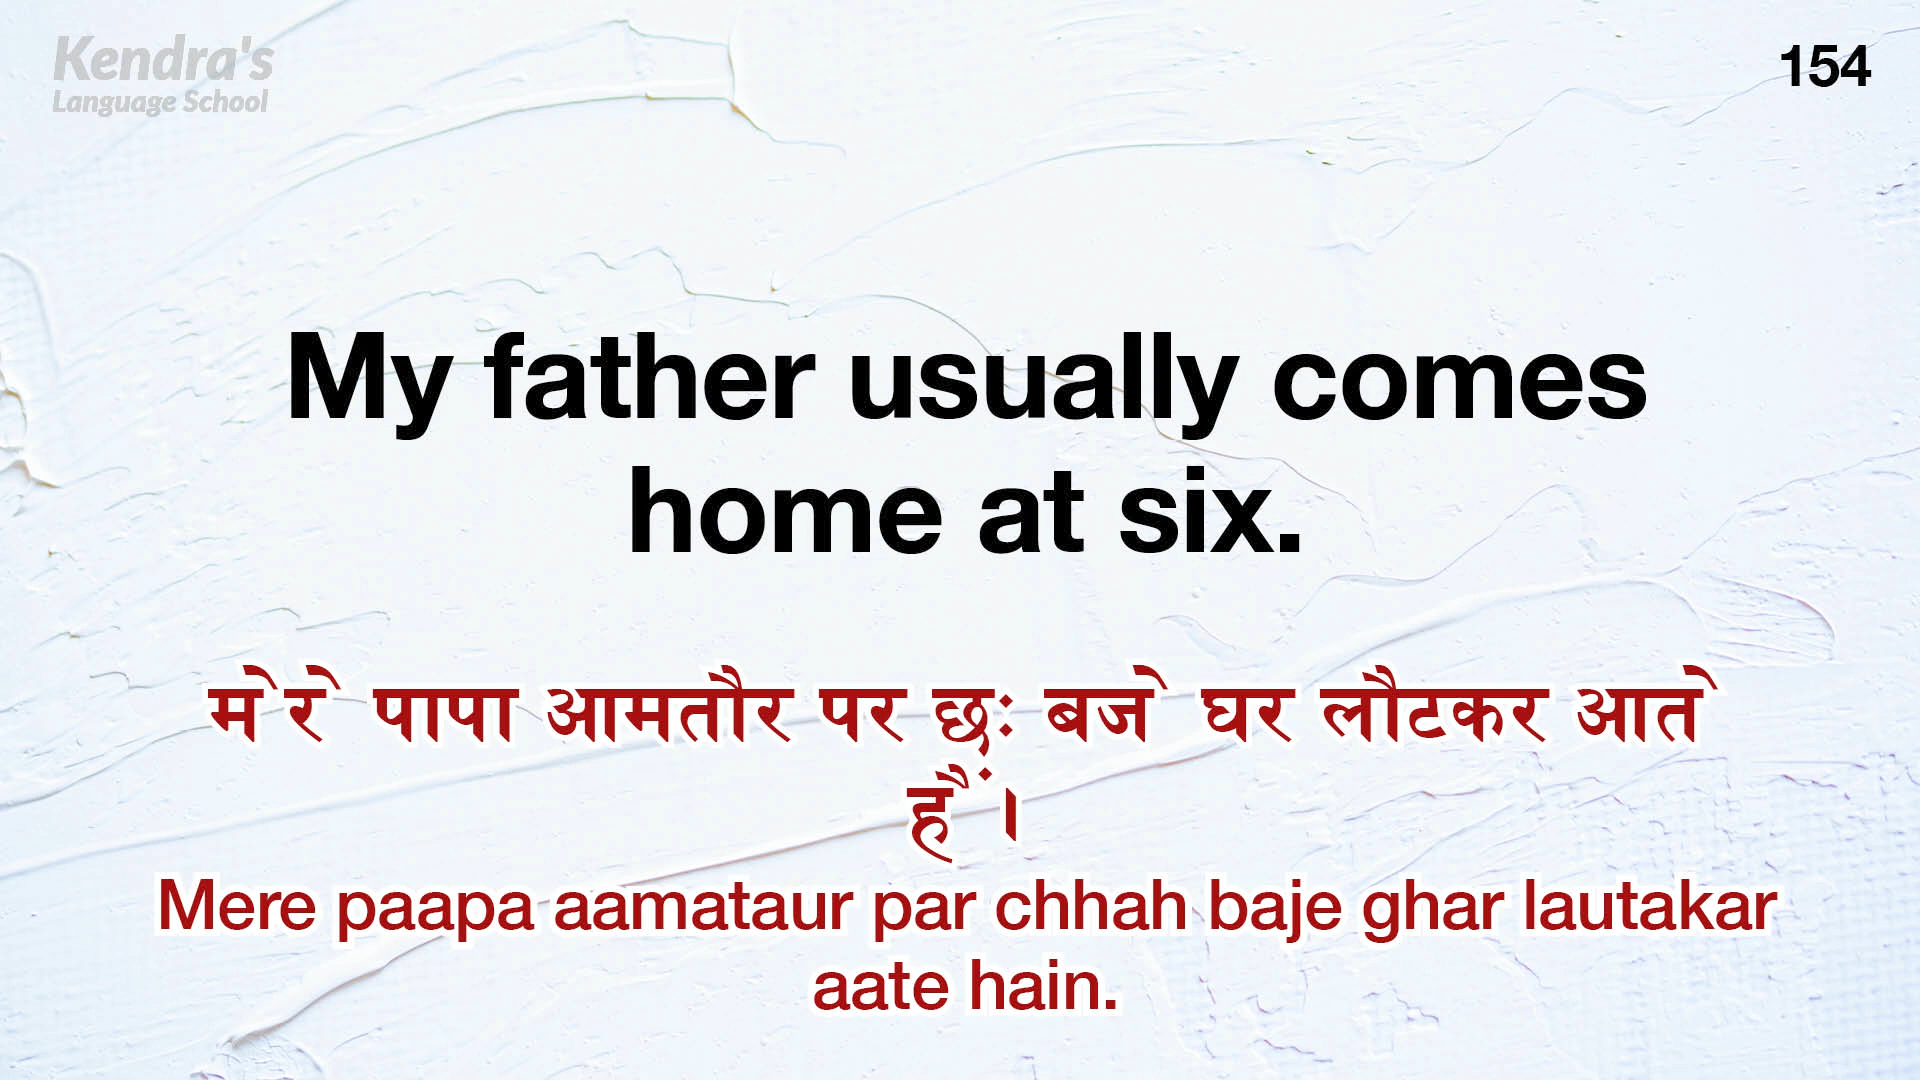 Kendra's
Language School
154
My father usually comes
home at six.
मेरे पापा आमतौर पर छः बजे घर लौटकर आते
हैं।
Mere paapa aamataur par chhah baje ghar lautakar
aate hain.